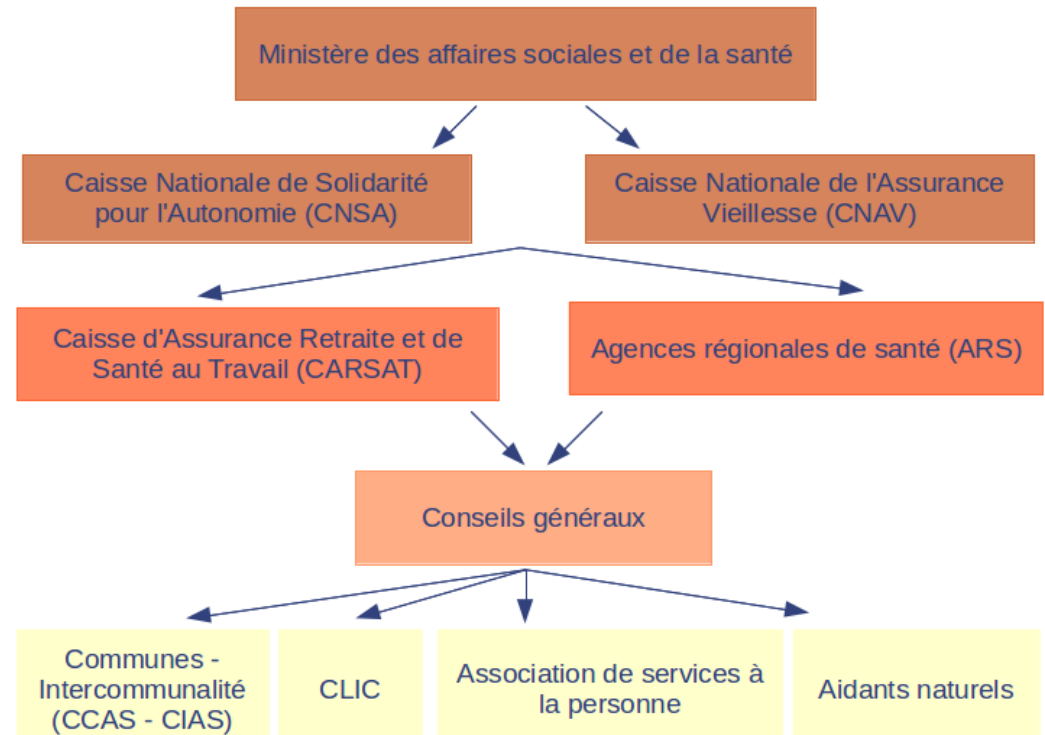 Ministère des affaires sociales et de la santé
Caisse Nationale de Solidarité
pour l'Autonomie (CNSA)
Caisse Nationale de l'Assurance
Vieillesse (CNAV)
Caisse d'Assurance Retraite et de
Santé au Travail (CARSAT)
Agences régionales de santé (ARS)
Conseils généraux
Communes -
Intercommunalité
(CCAS - CIAS)
CLIC
Association de services à
la personne
Aidants naturels